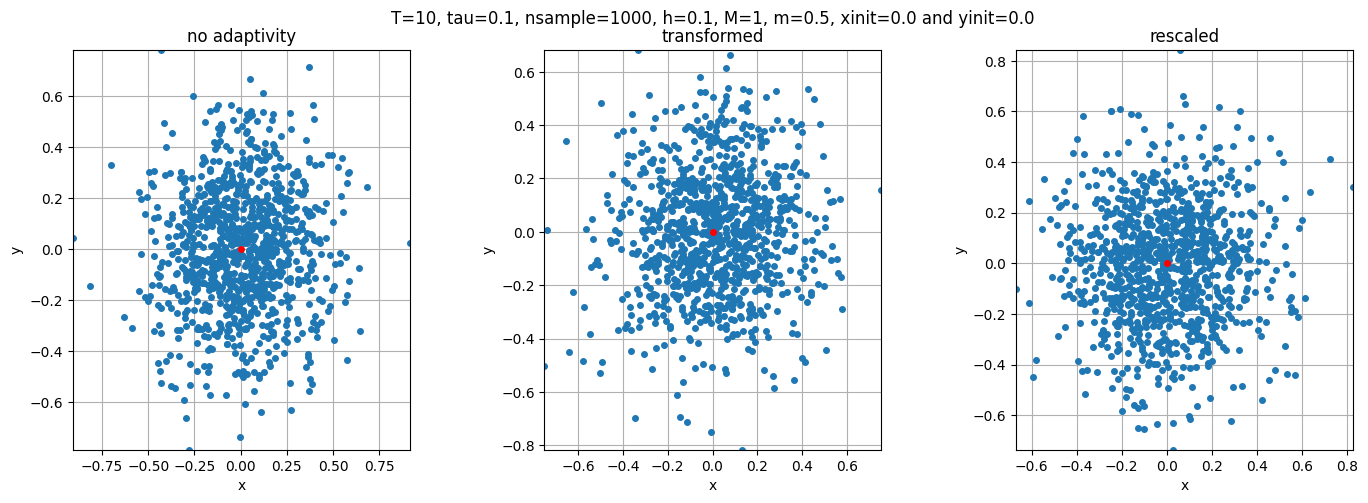 T=10, tau=0.1, nsample=1000, h=0.1, M=1, m=0.5, xinit=0.0 and yinit=0.0
no adaptivity
transformed
rescaled
0.6
0.4
0.2
0.0
−0.2
−0.4
−0.6
y
−0.75 −0.50 −0.25 0.00 0.25 0.50 0.75
x
0.6
0.4
0.2
0.0
−0.2
−0.4
−0.6
−0.8
y
−0.6 −0.4 −0.2 0.0 0.2 0.4 0.6
x
0.8
0.6
0.4
0.2
0.0
−0.2
−0.4
−0.6
y
−0.6 −0.4 −0.2 0.0 0.2 0.4 0.6 0.8
x